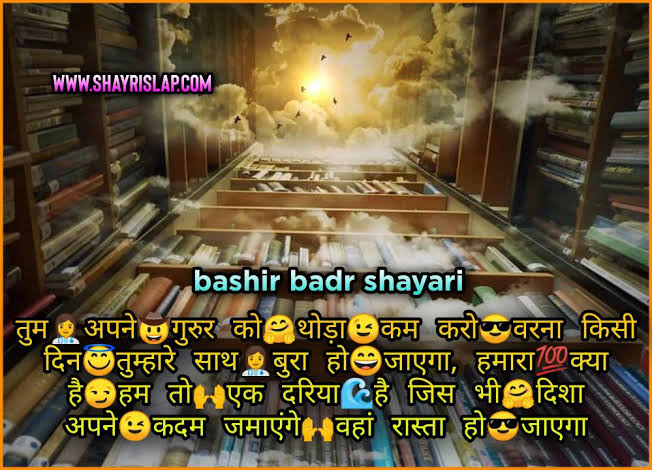 WWW.SHAYRISLAP.COM
bashir badr shayari
तुम👩‍⚕️अपने🤠गुरुर को🤗थोड़ा😉कम करो😎वरना किसी
दिन😇तुम्हारे साथ👩‍⚕️बुरा हो😄जाएगा, हमारा💯क्या
है😏हम तो🙌एक दरिया🌊है जिस भी🤗दिशा
अपने😉कदम जमाएंगे🙌वहां रास्ता हो😎जाएगा